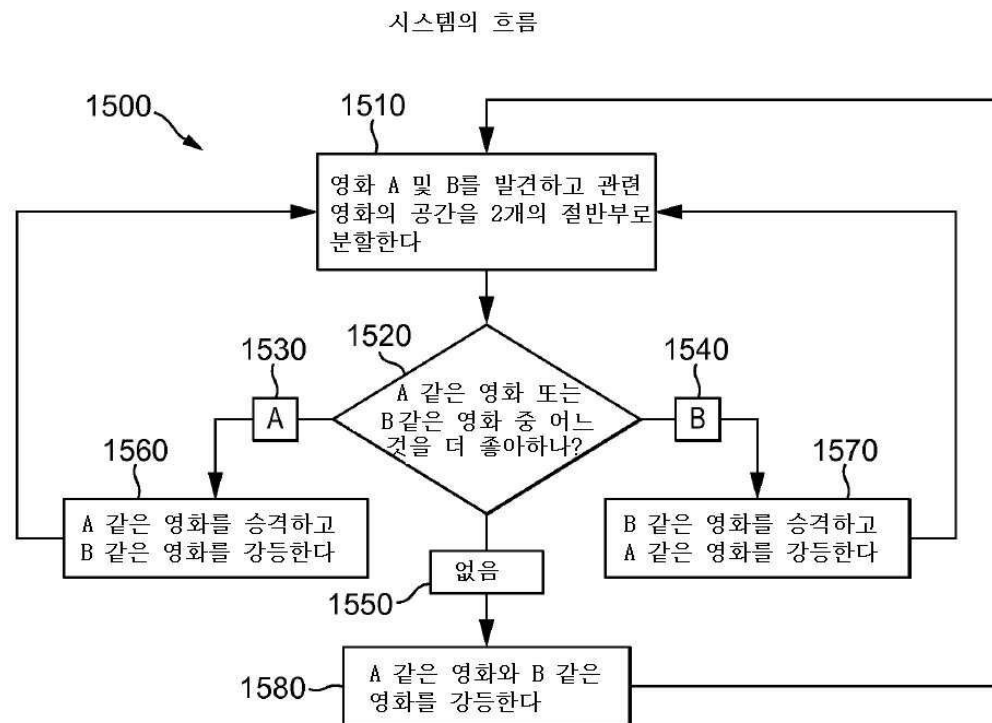 시스템의 흐름
1500
1510
영화 A 및 B를 발견하고 관련
영화의 공간을 2개의 절반부로
분할한다
1520
A 같은 영화 또는
B같은 영화 중 어느
것을 더 좋아하나?
1530
A
1540
B
1560
A 같은 영화를 승격하고
B 같은 영화를 강등한다
1570
B 같은 영화를 승격하고
A 같은 영화를 강등한다
없음
1550
A 같은 영화와 B 같은
영화를 강등한다
1580